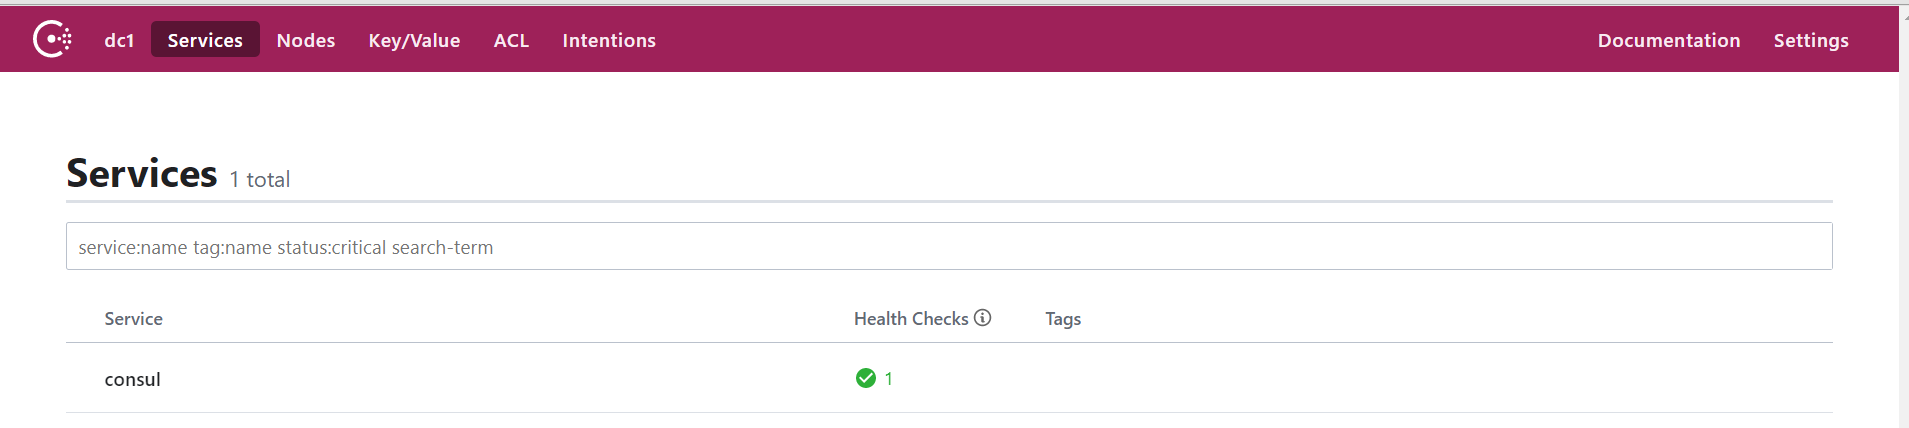 dc1 Services Nodes Key/Value ACL Intentions Documentation Settings
Services 1 total
service:name tag:name status:critical search-term
Service Health Checks Tags
consul 1